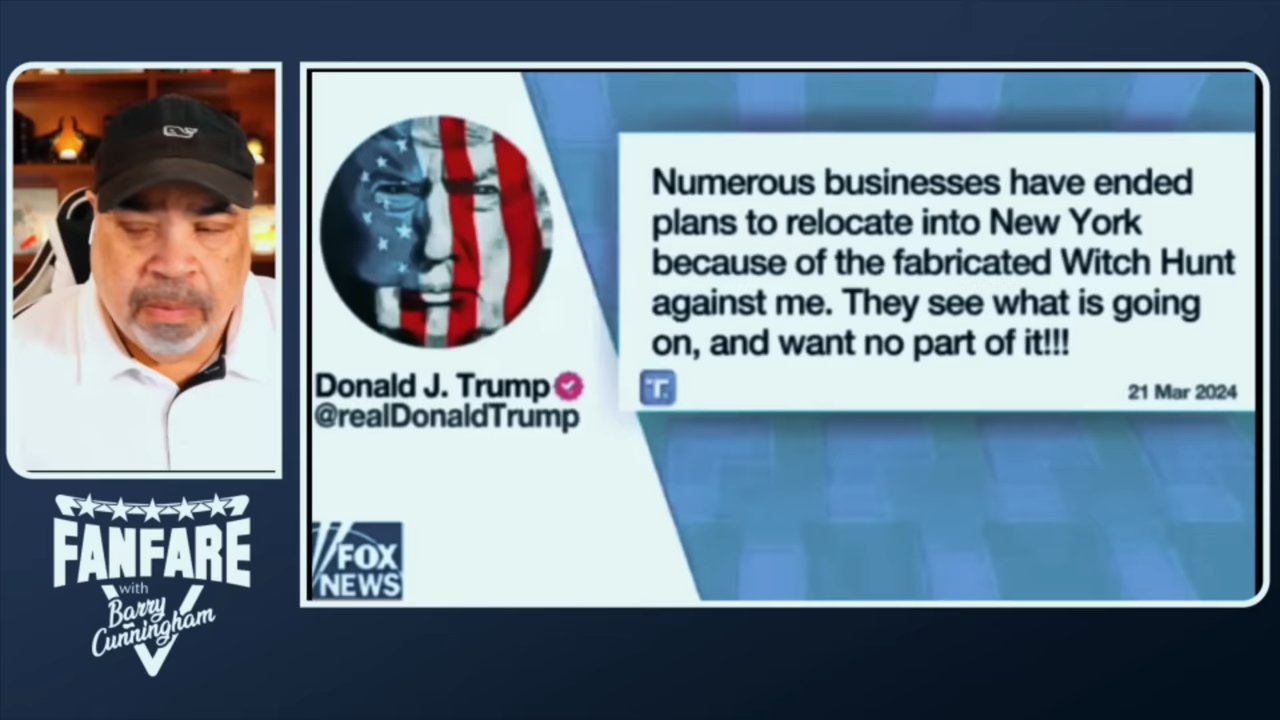 Numerous businesses have ended
plans to relocate into New York
because of the fabricated Witch Hunt
against me. They see what is going
on, and want no part of it!!!
T.
21 Mar 2024
Donald J. Trump
@realDonaldTrump
FOX
NEWS
FANFARE
with
Barry
Cunningham